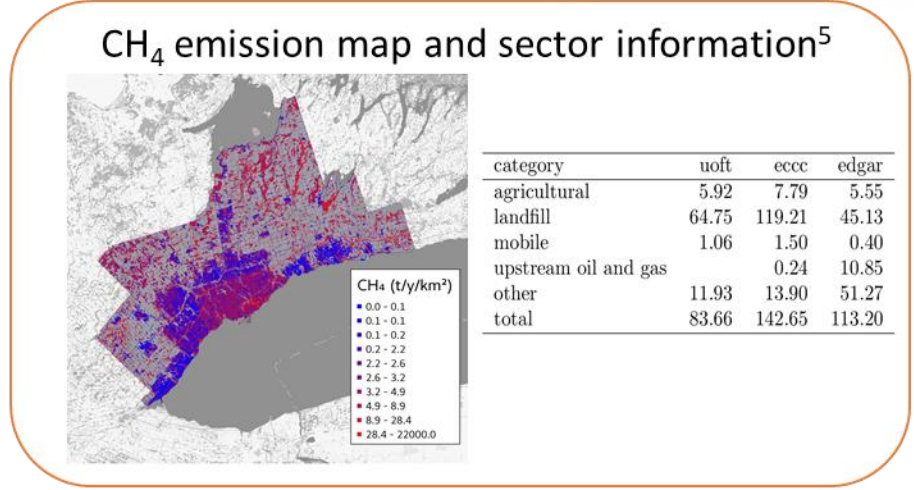 CH₄ emission map and sector information⁵
CH₄ (t/y/km²)
0.0 - 0.1
0.1 - 0.1
0.1 - 0.2
0.2 - 2.2
2.2 - 2.6
2.6 - 3.2
3.2 - 4.9
4.9 - 8.9
8.9 - 28.4
28.4 - 22000.0
category uoft eccc edgar
agricultural 5.92 7.79 5.55
landfill 64.75 119.21 45.13
mobile 1.06 1.50 0.40
upstream oil and gas 0.24 10.85
other 11.93 13.90 51.27
total 83.66 142.65 113.20